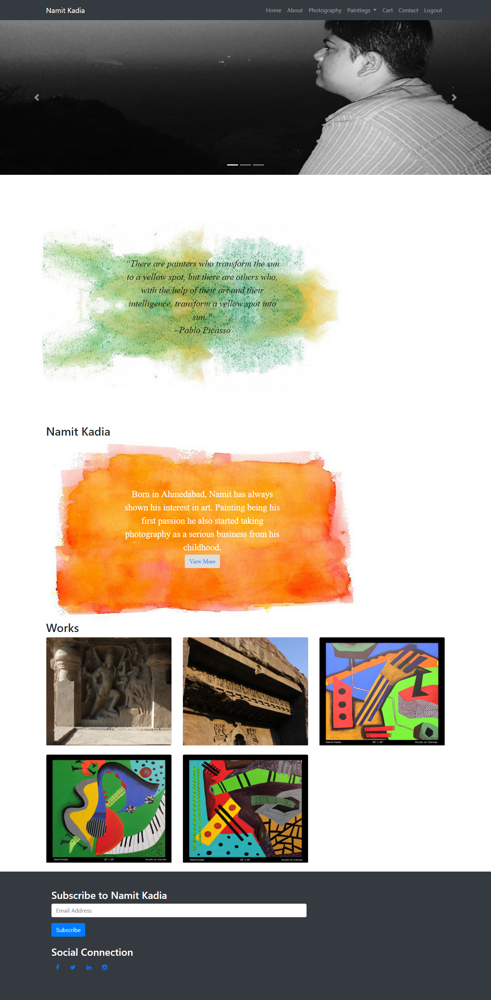 Namit Kadia
Home About Photography Paintings Cart Contact Logout
“There are painters who transform the sun
to a yellow spot, but there are others who,
with the help of their art and their
intelligence, transform a yellow spot into
sun.”
~Pablo Picasso
Namit Kadia
Born in Ahmedabad, Namit has always
shown his interest in art. Painting being his
first passion he also started taking
photography as a serious business from his
childhood.
View More
Works
Namit Kadia 36" x 36" Acrylic on Canvas
Namit Kadia 36" x 36" Acrylic on Canvas
Namit Kadia 36" x 36" Acrylic on Canvas
Subscribe to Namit Kadia
Email Address
Subscribe
Social Connection